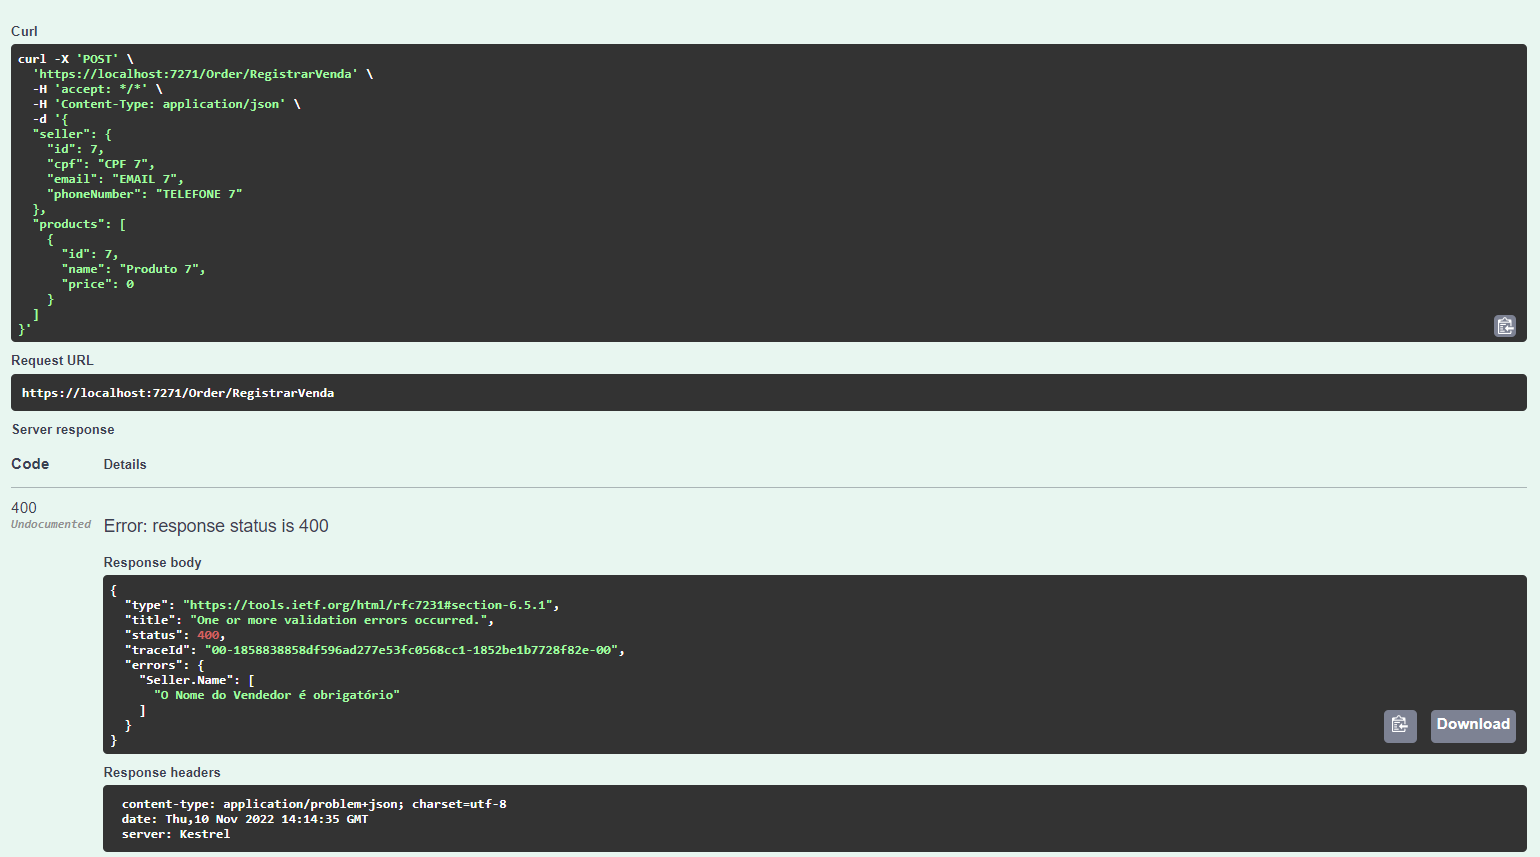 Curl
curl -X 'POST' \
  'https://localhost:7271/Order/RegistrarVenda' \
  -H 'accept: */*' \
  -H 'Content-Type: application/json' \
  -d '{
  "seller": {
    "id": 7,
    "cpf": "CPF 7",
    "email": "EMAIL 7",
    "phoneNumber": "TELEFONE 7"
  },
  "products": [
    {
      "id": 7,
      "name": "Produto 7",
      "price": 0
    }
  ]
}'
Request URL
https://localhost:7271/Order/RegistrarVenda
Server response
Code Details
400
Undocumented
Error: response status is 400
Response body
{
  "type": "https://tools.ietf.org/html/rfc7231#section-6.5.1",
  "title": "One or more validation errors occurred.",
  "status": 400,
  "traceId": "00-1858838858df596ad277e53fc0568cc1-1852be1b7728f82e-00",
  "errors": {
    "Seller.Name": [
      "O Nome do Vendedor é obrigatório"
    ]
  }
}
Download
Response headers
content-type: application/problem+json; charset=utf-8
date: Thu,10 Nov 2022 14:14:35 GMT
server: Kestrel